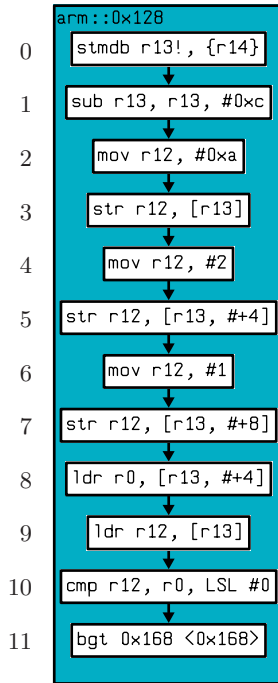 arm::0x128
0 stmdb r13!, {r14}
1 sub r13, r13, #0xc
2 mov r12, #0xa
3 str r12, [r13]
4 mov r12, #2
5 str r12, [r13, #+4]
6 mov r12, #1
7 str r12, [r13, #+8]
8 ldr r0, [r13, #+4]
9 ldr r12, [r13]
10 cmp r12, r0, LSL #0
11 bgt 0x168 <0x168>